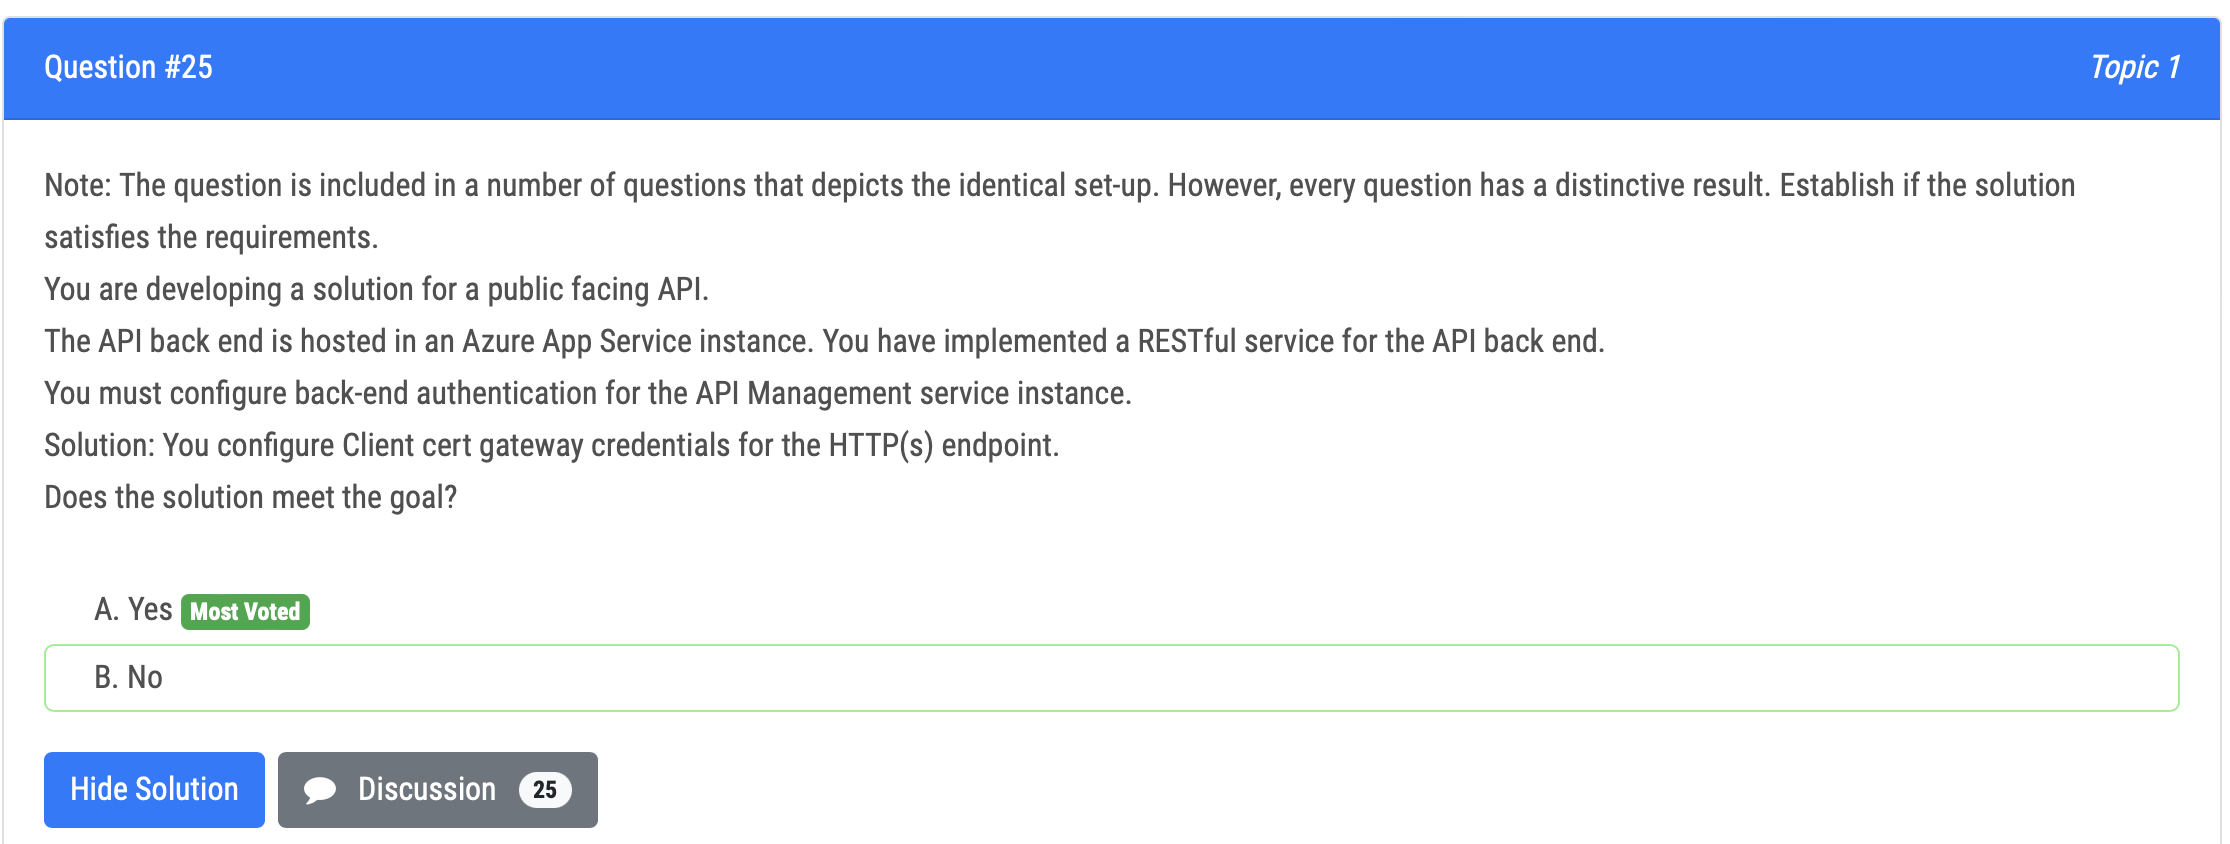 Question #25
Topic 1
Note: The question is included in a number of questions that depicts the identical set-up. However, every question has a distinctive result. Establish if the solution
satisfies the requirements.
You are developing a solution for a public facing API.
The API back end is hosted in an Azure App Service instance. You have implemented a RESTful service for the API back end.
You must configure back-end authentication for the API Management service instance.
Solution: You configure Client cert gateway credentials for the HTTP(s) endpoint.
Does the solution meet the goal?
A. Yes Most Voted
B. No
Hide Solution Discussion 25